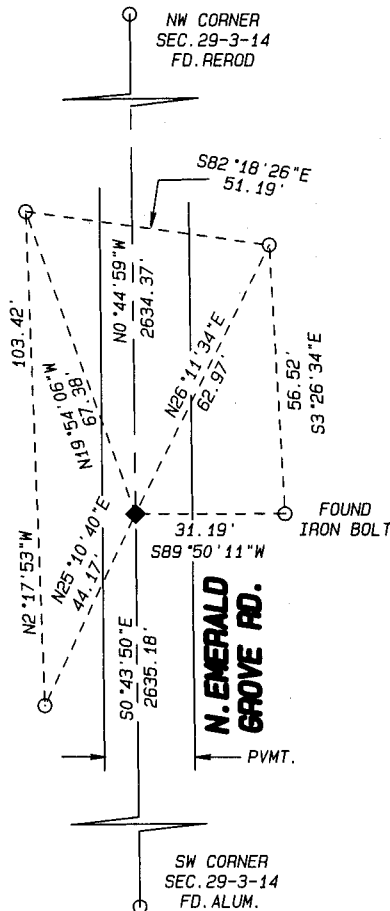 NW CORNER
SEC. 29-3-14
FD. REROD
S82°18'26"E
51.19'
N0°44'59"W
2634.37'
103.42'
N2°17'53"W
N19°54'06"W
67.38'
N26°11'34"E
62.97'
56.52'
S3°26'34"E
FOUND
IRON BOLT
31.19'
S89°50'11"W
N25°10'40"E
44.17'
S0°43'50"E
2635.18'
N. EMERALD
GROVE RD.
PVMT.
SW CORNER
SEC. 29-3-14
FD. ALUM.